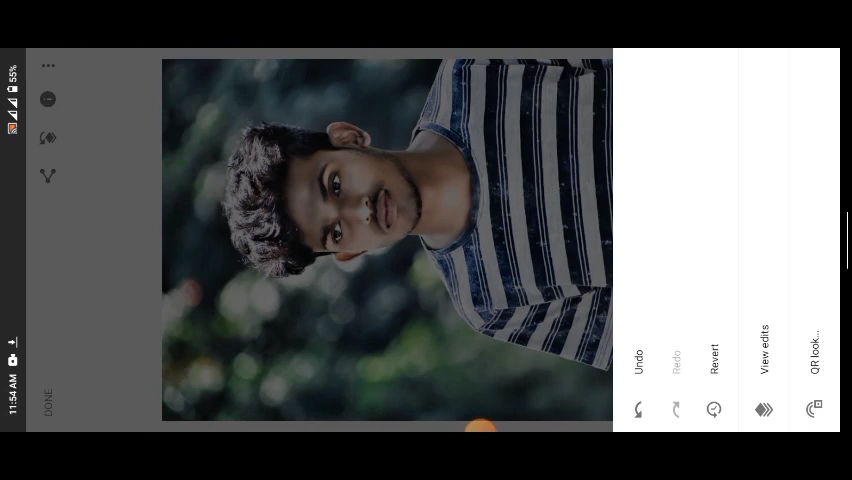 11:54 AM
55%
DONE
Undo
Redo
Revert
View edits
QR look...